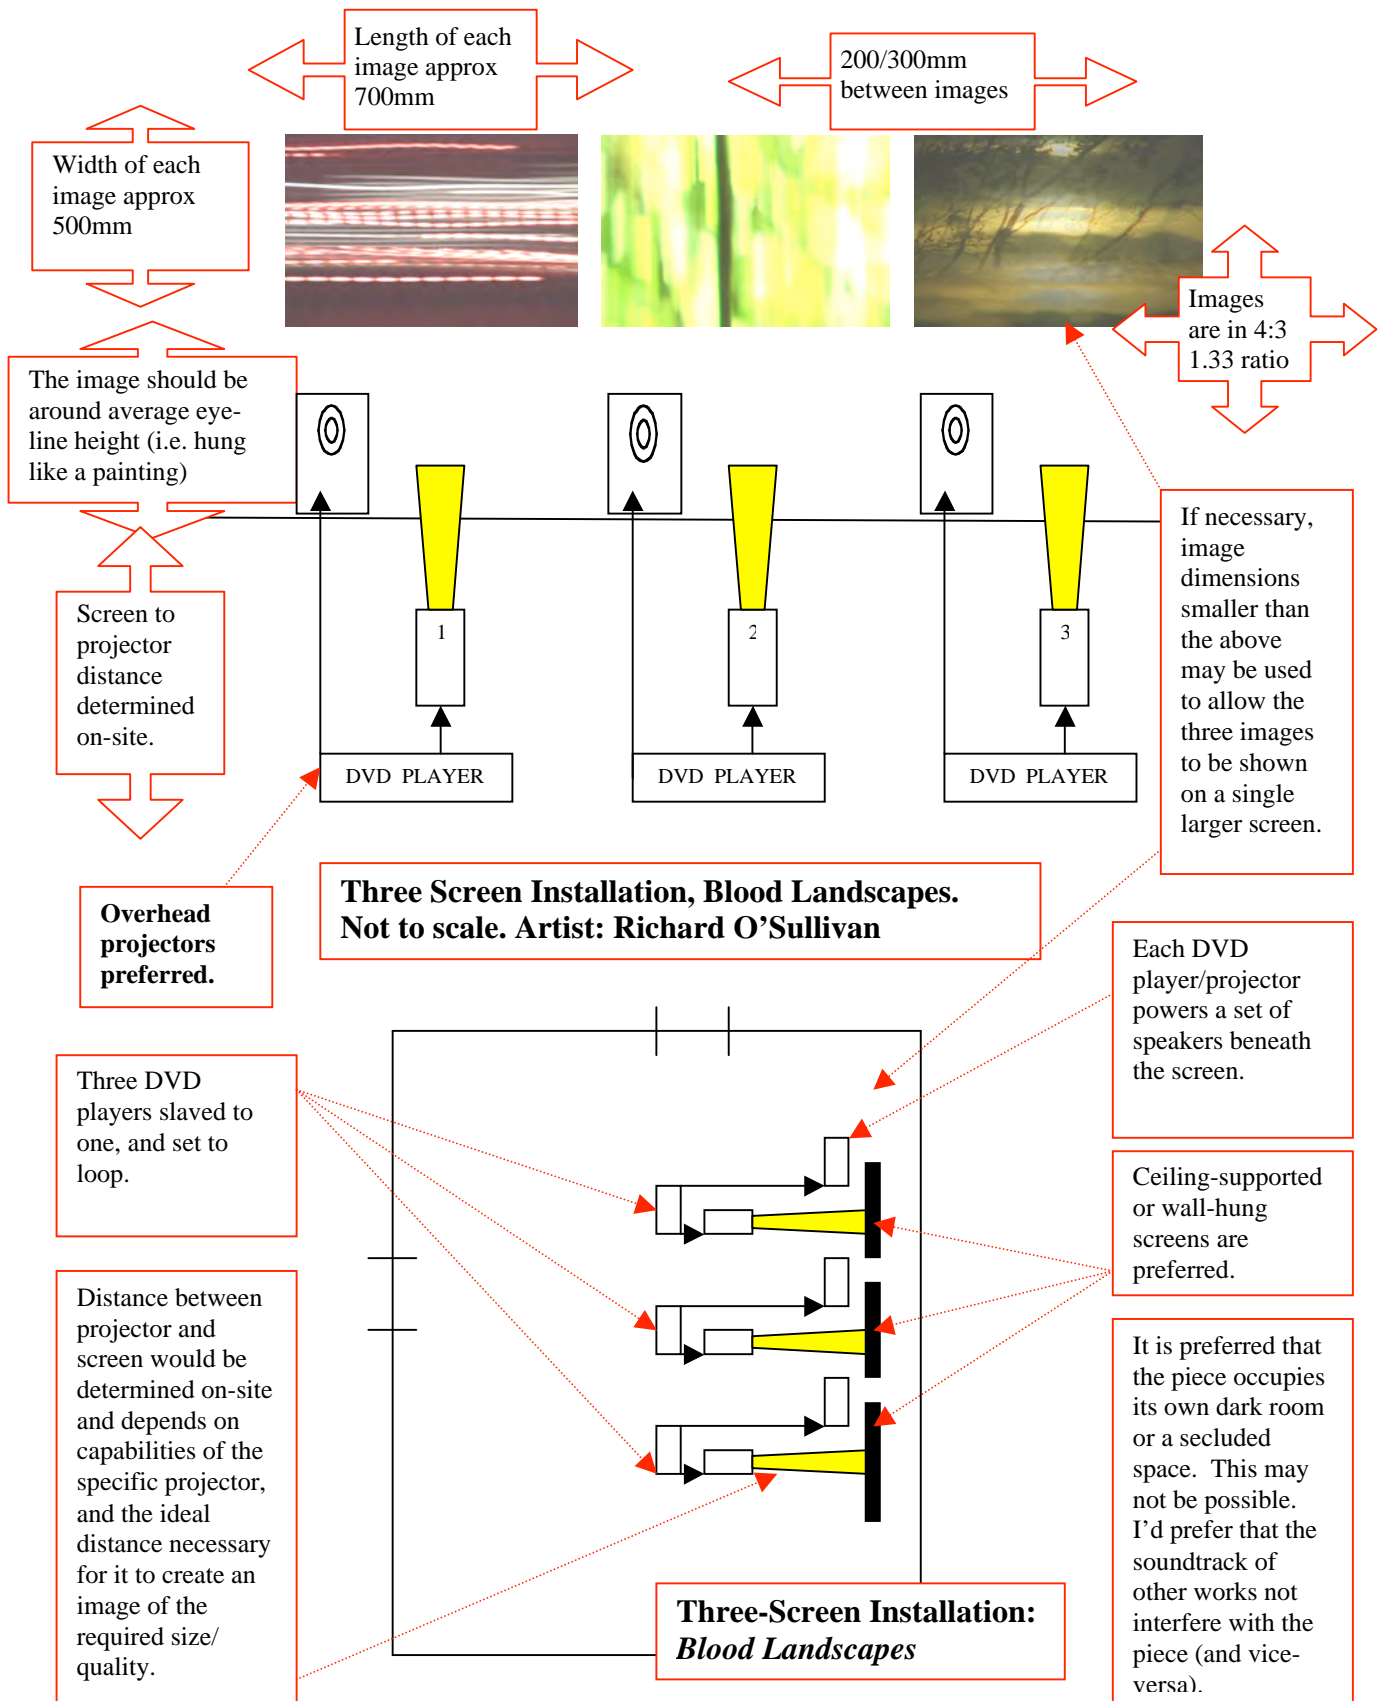 Length of each
image approx
700mm
200/300mm
between images
Width of each
image approx
500mm
Images
are in 4:3
1.33 ratio
The image should be
around average eye-
line height (i.e. hung
like a painting)
If necessary,
image
dimensions
smaller than
the above
may be used
to allow the
three images
to be shown
on a single
larger screen.
Screen to
projector
distance
determined
on-site.
1
2
3
DVD PLAYER
DVD PLAYER
DVD PLAYER
Overhead
projectors
preferred.
Three Screen Installation, Blood Landscapes.
Not to scale. Artist: Richard O'Sullivan
Each DVD
player/projector
powers a set of
speakers beneath
the screen.
Three DVD
players slaved to
one, and set to
loop.
Ceiling-supported
or wall-hung
screens are
preferred.
Distance between
projector and
screen would be
determined on-site
and depends on
capabilities of the
specific projector,
and the ideal
distance necessary
for it to create an
image of the
required size/
quality.
It is preferred that
the piece occupies
its own dark room
or a secluded
space. This may
not be possible.
I'd prefer that the
soundtrack of
other works not
interfere with the
piece (and vice-
versa).
Three-Screen Installation:
Blood Landscapes